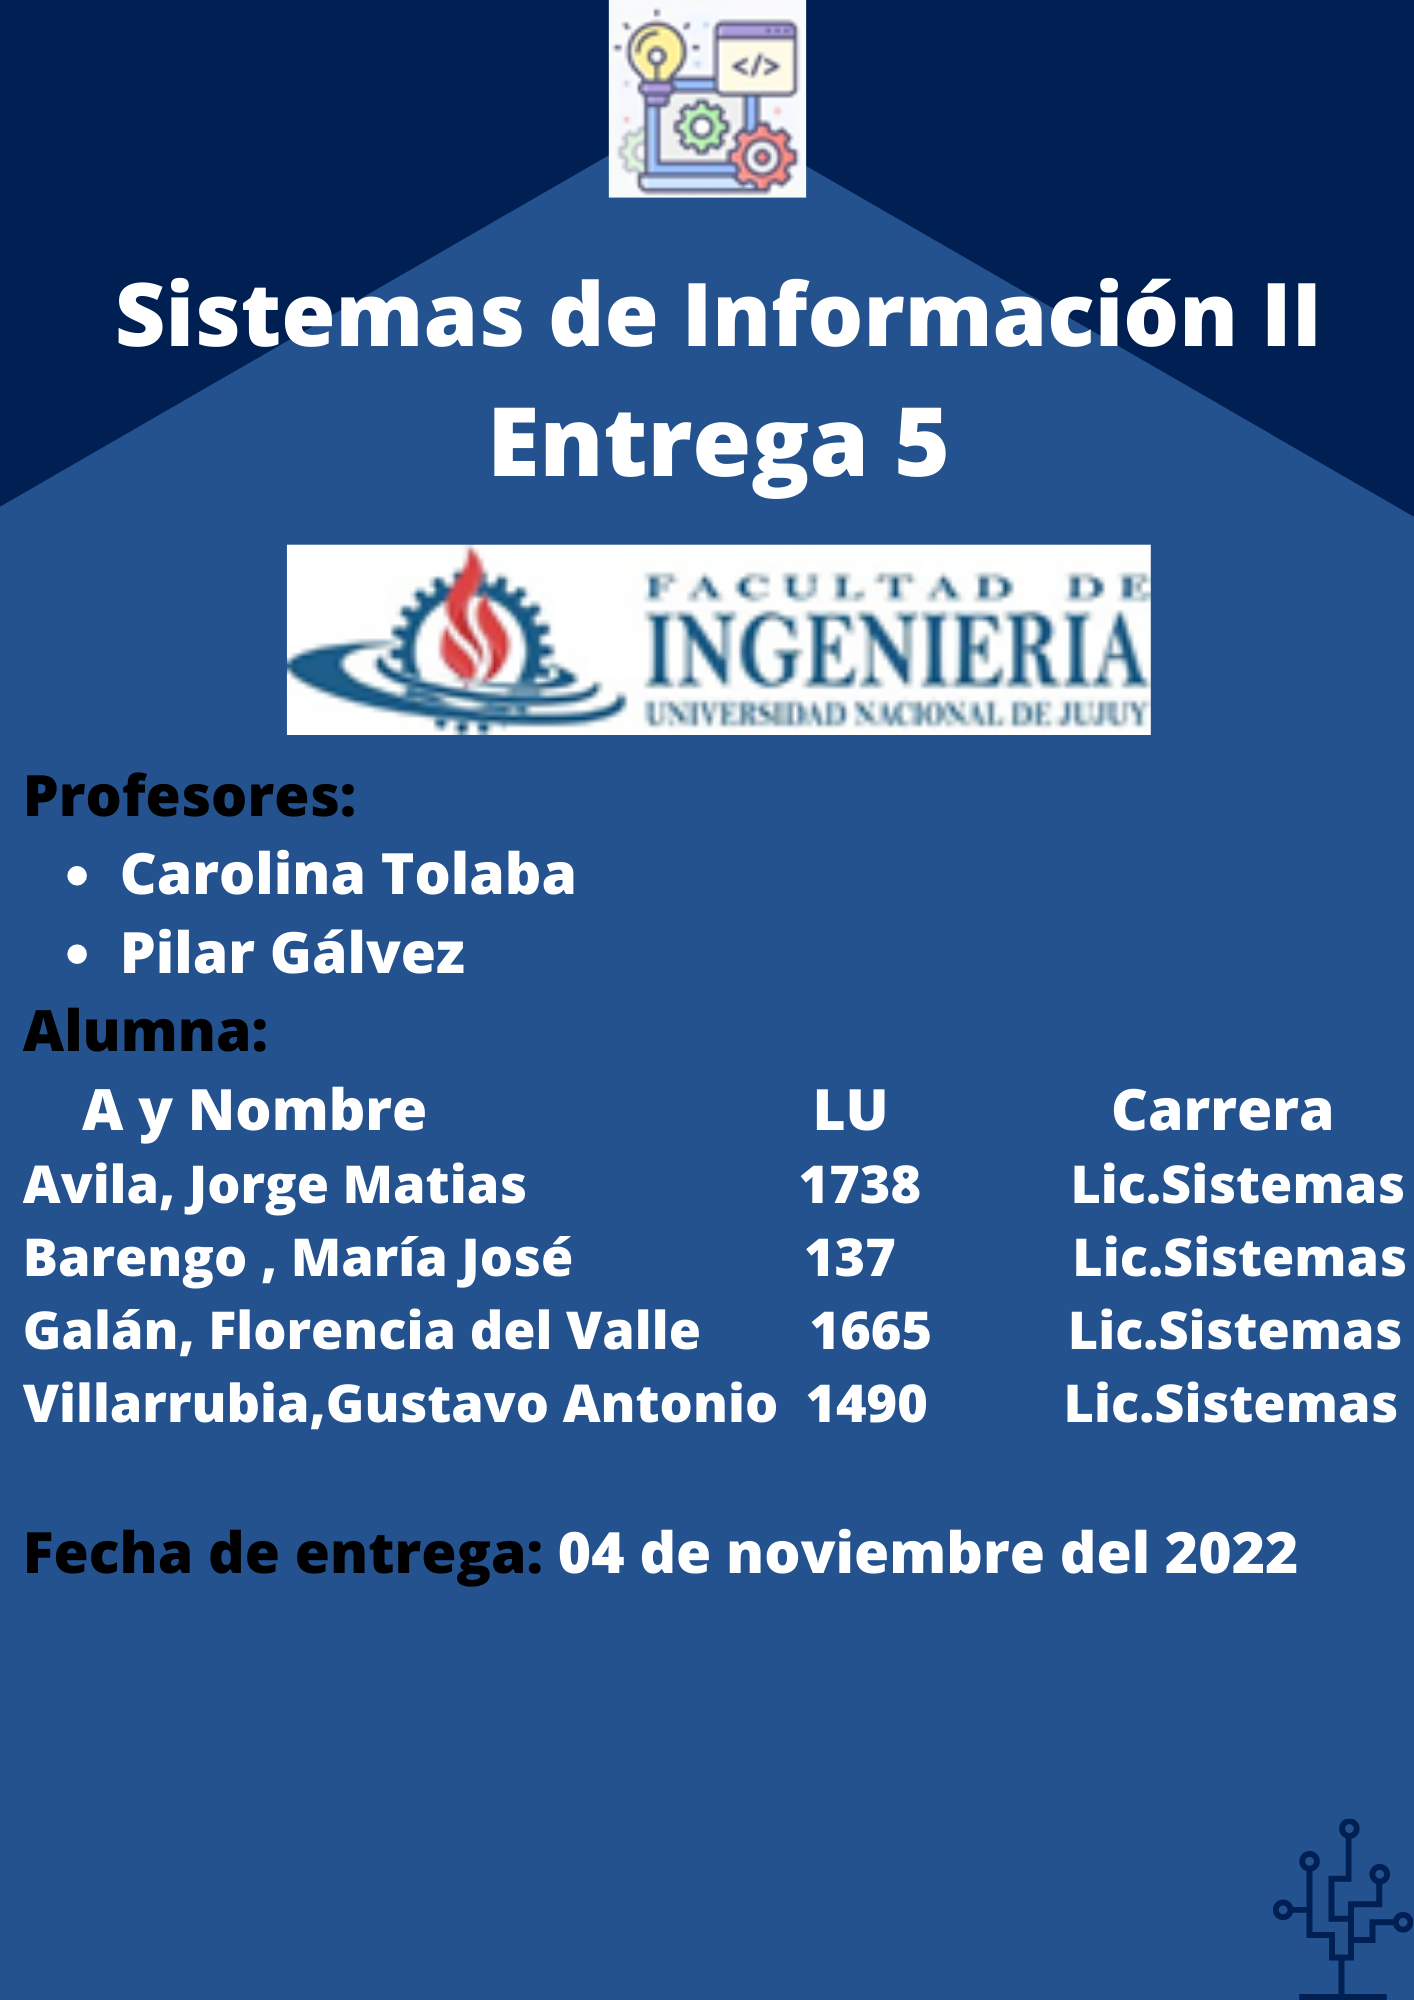 </>
Sistemas de Información II
Entrega 5
FACULTAD DE
INGENIERIA
UNIVERSIDAD NACIONAL DE JUJUY
Profesores:
• Carolina Tolaba
• Pilar Gálvez
Alumna:
A y Nombre LU Carrera
Avila, Jorge Matias 1738 Lic.Sistemas
Barengo , María José 137 Lic.Sistemas
Galán, Florencia del Valle 1665 Lic.Sistemas
Villarrubia,Gustavo Antonio 1490 Lic.Sistemas
Fecha de entrega: 04 de noviembre del 2022